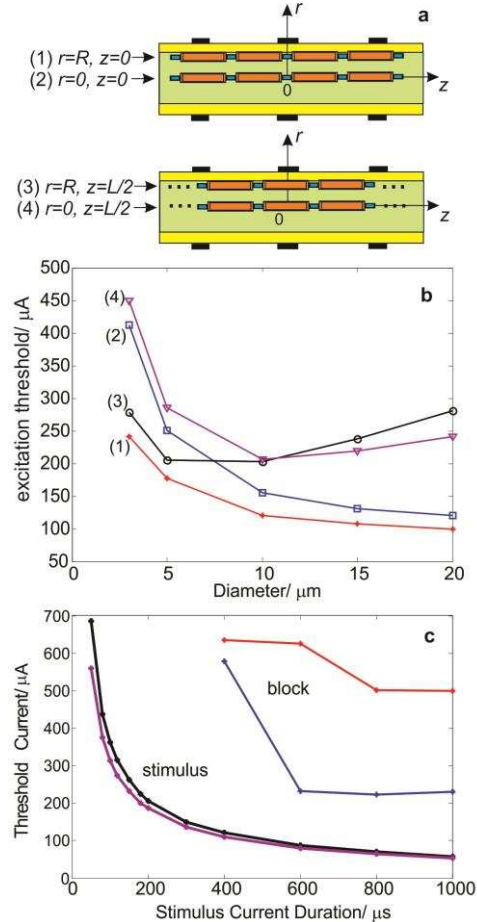 r a
(1) r=R, z=0
(2) r=0, z=0
0 z
r
(3) r=R, z=L/2
(4) r=0, z=L/2
0 z
500 b
450 (4)
400 (2)
350
300
(3)
250
200 (1)
150
100
50
excitation threshold/ μA
0 5 10 15 20
Diameter/ μm
700 c
600
500 block
400
300 stimulus
200
100
0
Threshold Current/ μA
0 200 400 600 800 1000
Stimulus Current Duration/ μs